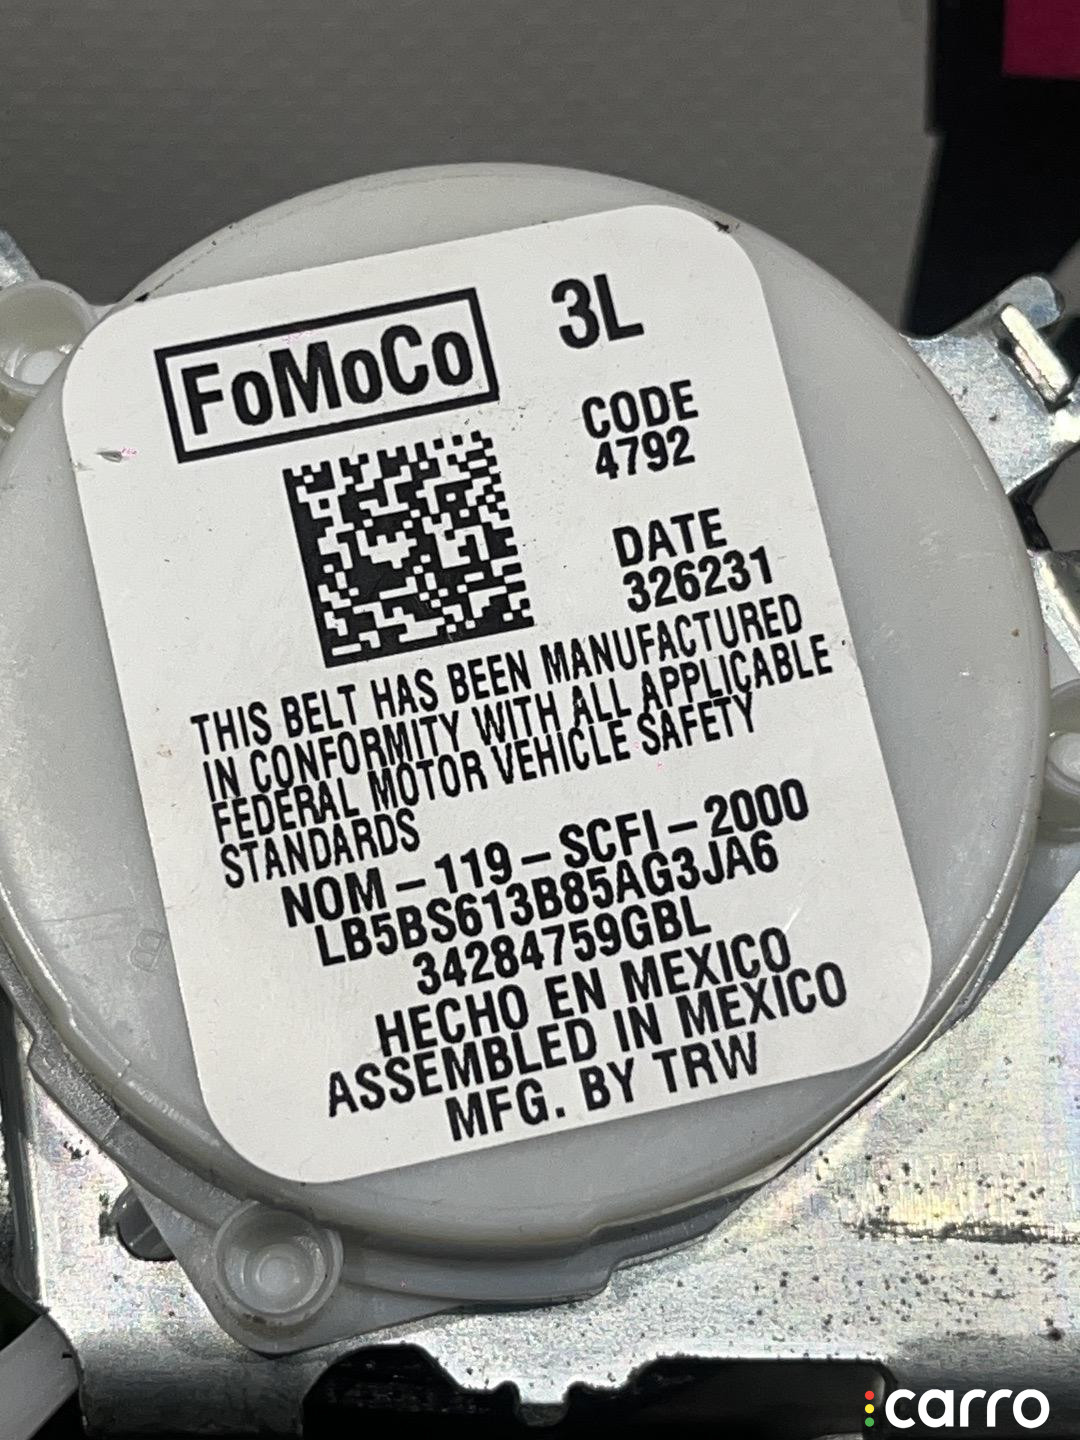 FoMoCo
3L
CODE
4792
DATE
326231
THIS BELT HAS BEEN MANUFACTURED
IN CONFORMITY WITH ALL APPLICABLE
FEDERAL MOTOR VEHICLE SAFETY
STANDARDS
NOM-119-SCFI-2000
LB5BS613B85AG3JA6
34284759GBL
HECHO EN MEXICO
ASSEMBLED IN MEXICO
MFG. BY TRW
carro